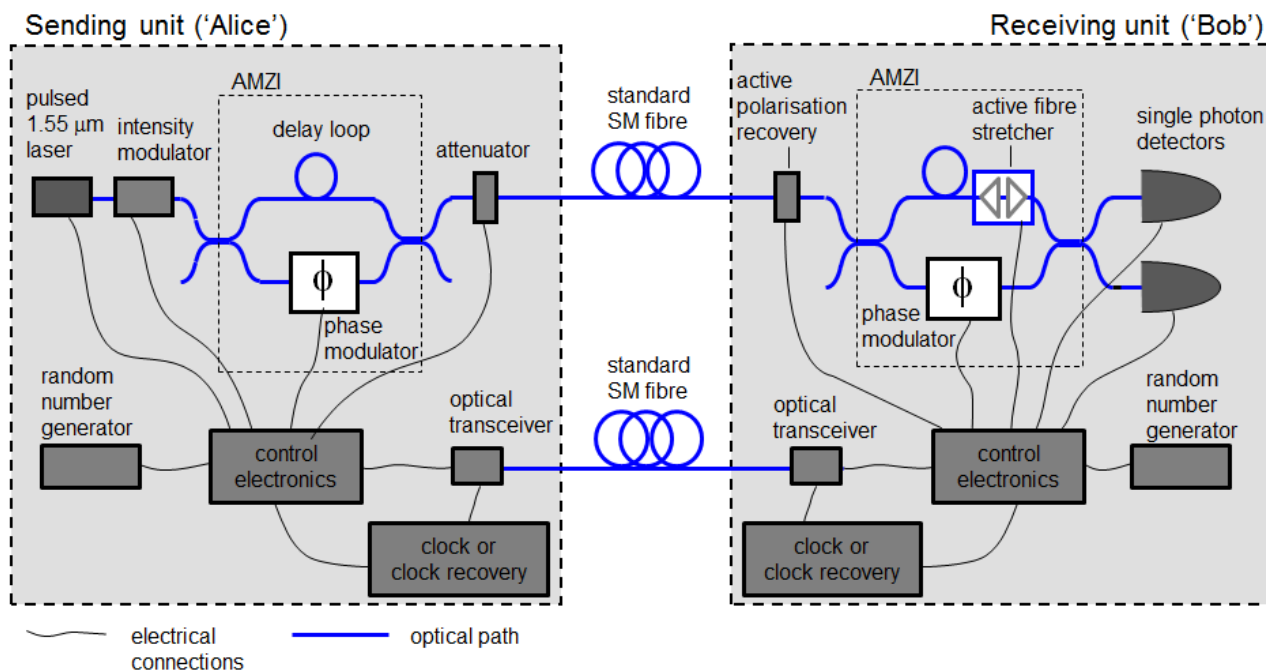 Sending unit (‘Alice’)
Receiving unit (‘Bob’)
AMZI
pulsed
1.55 μm
laser
intensity
modulator
delay loop
attenuator
ϕ
phase
modulator
random
number
generator
control
electronics
optical
transceiver
clock or
clock recovery
standard
SM fibre
standard
SM fibre
active
polarisation
recovery
AMZI
active fibre
stretcher
single photon
detectors
ϕ
phase
modulator
optical
transceiver
control
electronics
random
number
generator
clock or
clock recovery
electrical
connections
optical path